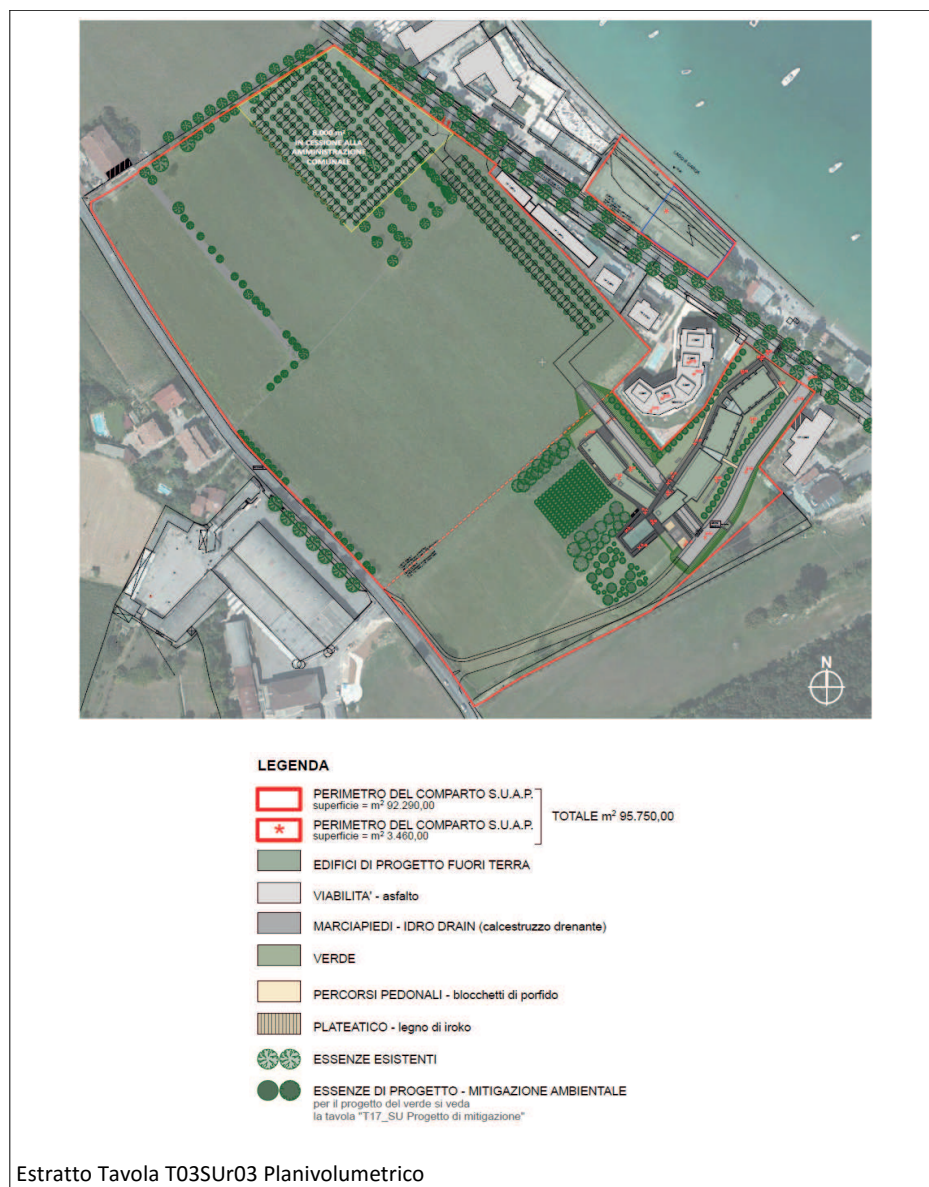 8.000 m²
IN CESSIONE ALLA
AMMINISTRAZIONE
COMUNALE
N
LEGENDA
PERIMETRO DEL COMPARTO S.U.A.P.
superficie = m² 92.290,00
TOTALE m² 95.750,00
* PERIMETRO DEL COMPARTO S.U.A.P.
superficie = m² 3.460,00
EDIFICI DI PROGETTO FUORI TERRA
VIABILITA' - asfalto
MARCIAPIEDI - IDRO DRAIN (calcestruzzo drenante)
VERDE
PERCORSI PEDONALI - blocchetti di porfido
PLATEATICO - legno di iroko
ESSENZE ESISTENTI
ESSENZE DI PROGETTO - MITIGAZIONE AMBIENTALE
per il progetto del verde si veda
la tavola "T17_SU Progetto di mitigazione"
Estratto Tavola T03SUr03 Planivolumetrico